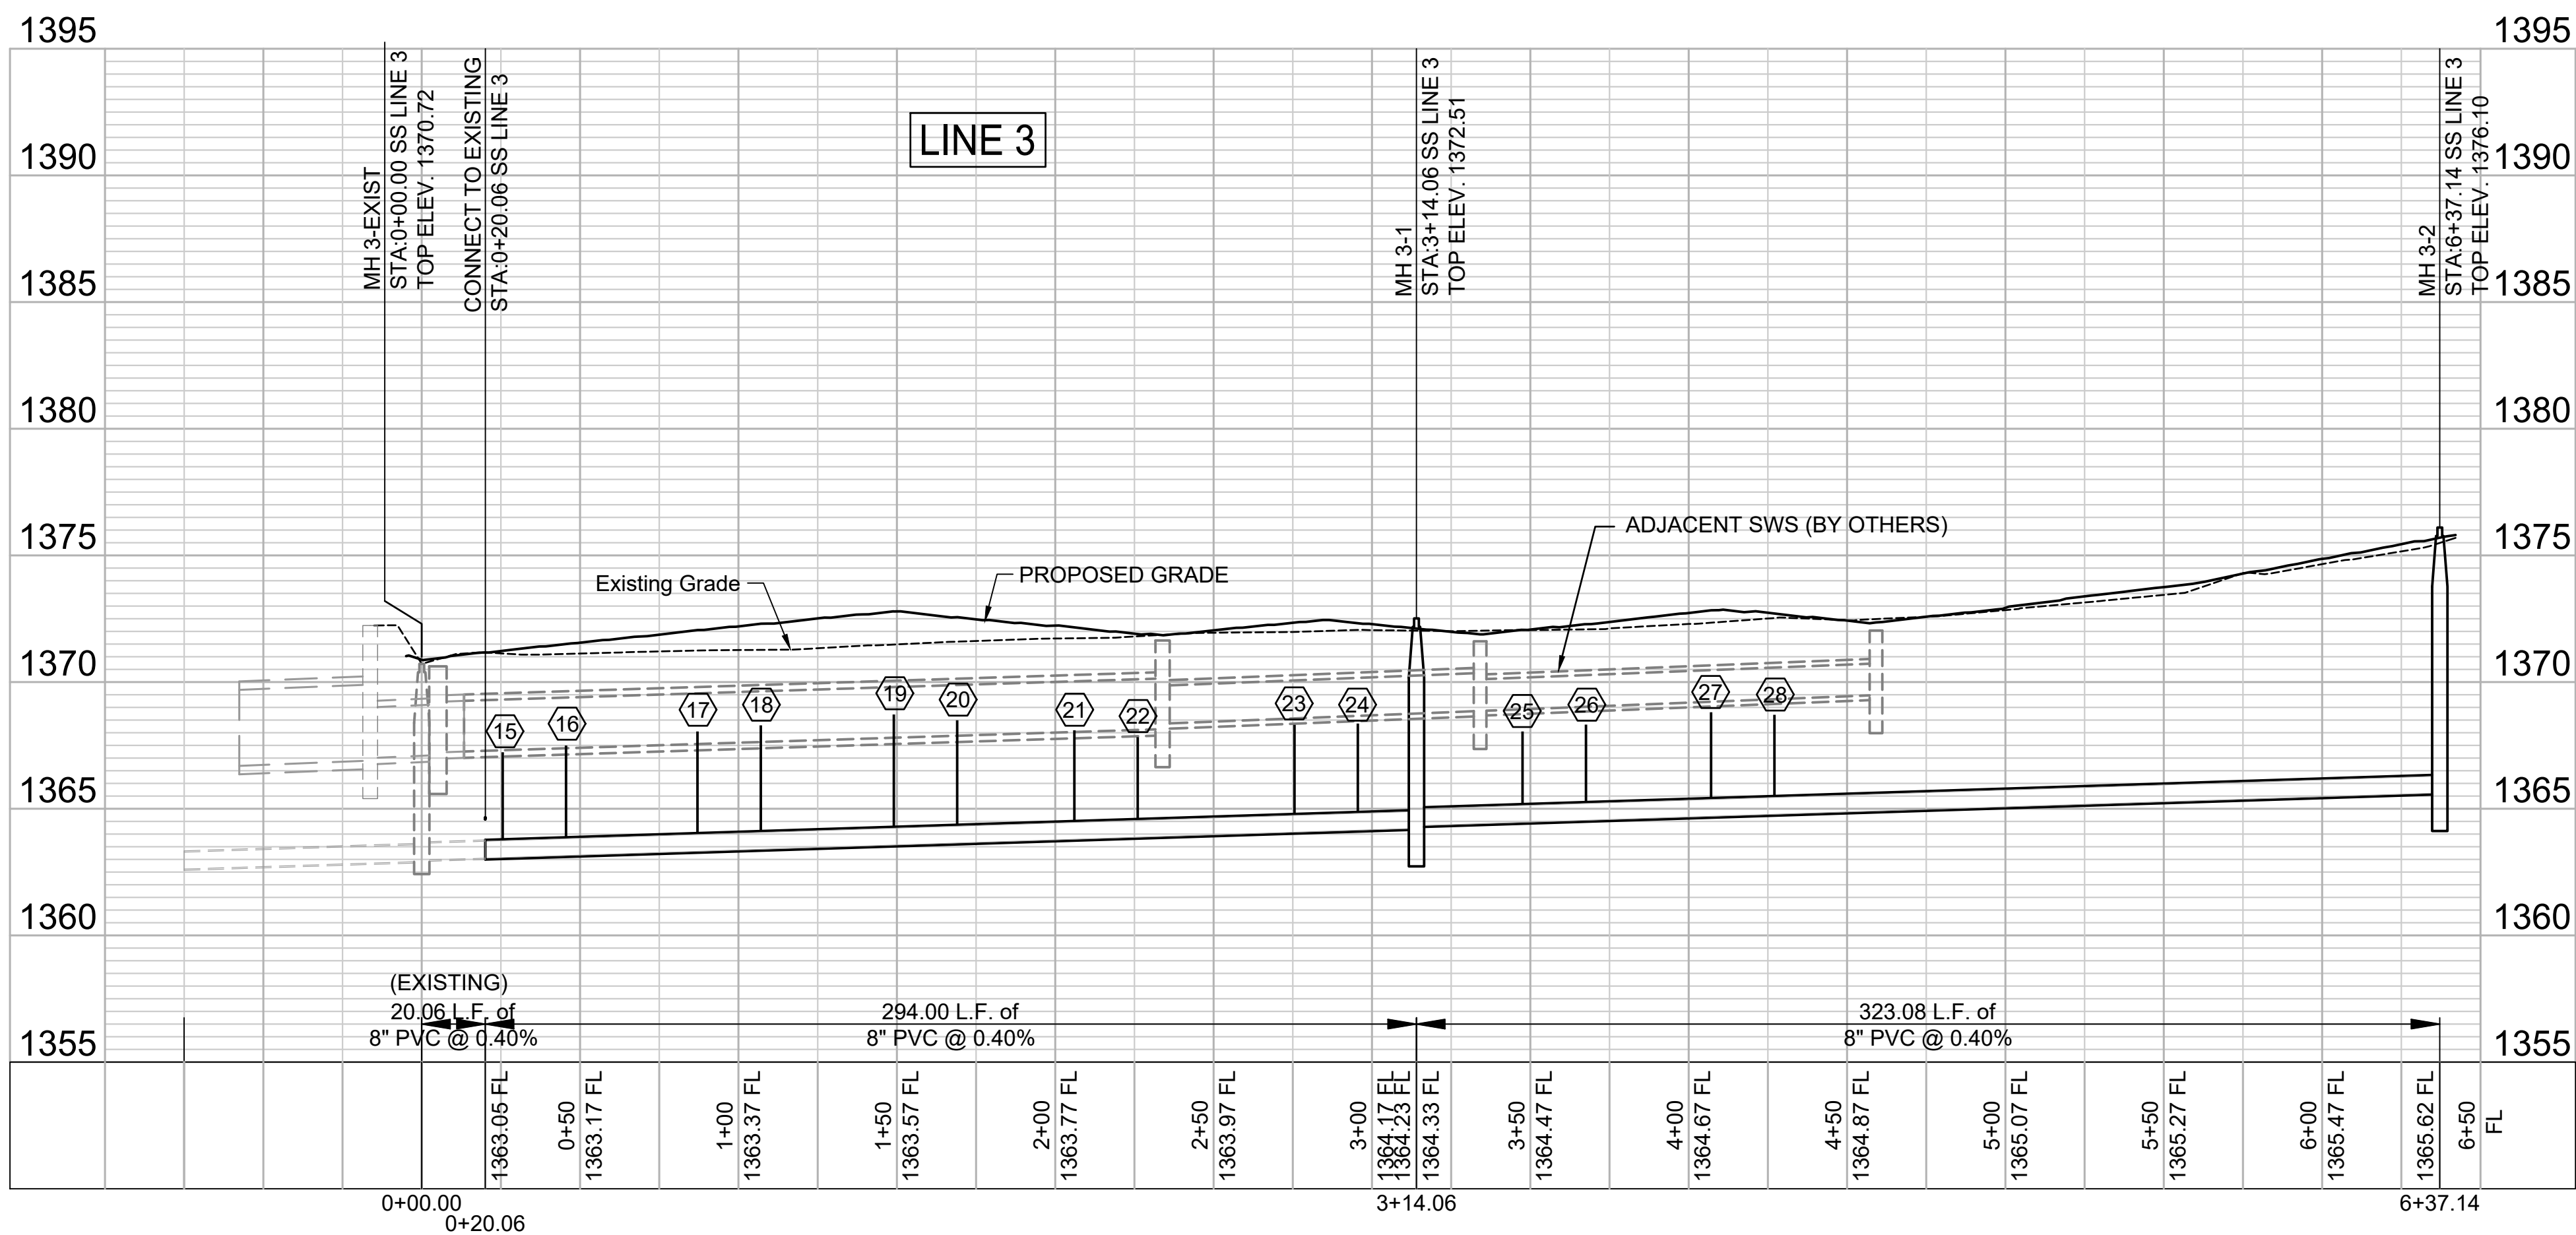 1395
1395
MH 3-EXIST
STA:0+00.00 SS LINE 3
TOP ELEV. 1370.72
CONNECT TO EXISTING
STA:0+20.06 SS LINE 3
LINE 3
MH 3-1
STA:3+14.06 SS LINE 3
TOP ELEV. 1372.51
MH 3-2
STA:6+37.14 SS LINE 3
TOP ELEV. 1376.10
1390
1390
1385
1385
1380
1380
1375
1375
ADJACENT SWS (BY OTHERS)
Existing Grade
PROPOSED GRADE
1370
1370
15
16
17
18
19
20
21
22
23
24
25
26
27
28
1365
1365
1360
1360
(EXISTING)
20.06 L.F. of
8" PVC @ 0.40%
294.00 L.F. of
8" PVC @ 0.40%
323.08 L.F. of
8" PVC @ 0.40%
1355
1355
1363.05 FL
0+50
1363.17 FL
1+00
1363.37 FL
1+50
1363.57 FL
2+00
1363.77 FL
2+50
1363.97 FL
3+00
1364.17 FL
1364.23 FL
1364.33 FL
3+50
1364.47 FL
4+00
1364.67 FL
4+50
1364.87 FL
5+00
1365.07 FL
5+50
1365.27 FL
6+00
1365.47 FL
1365.62 FL
6+50
FL
0+00.00
0+20.06
3+14.06
6+37.14